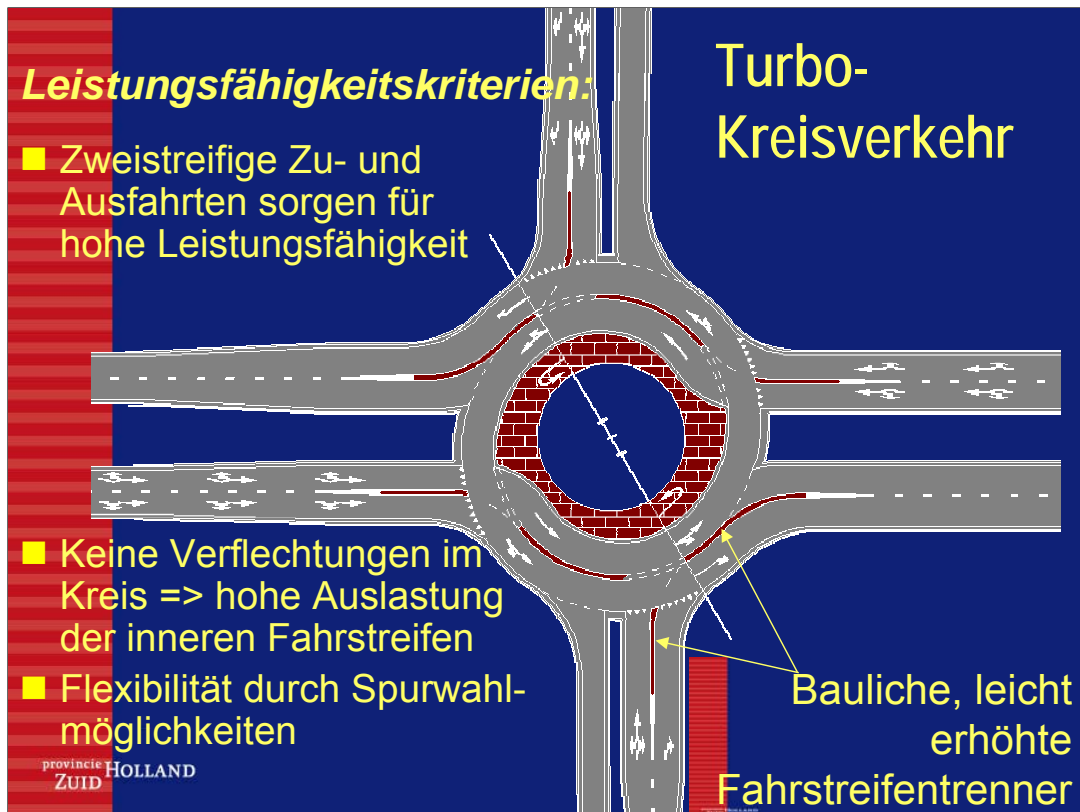 Turbo-
Kreisverkehr
Leistungsfähigkeitskriterien:
Zweistreifige Zu- und
Ausfahrten sorgen für
hohe Leistungsfähigkeit
Keine Verflechtungen im
Kreis => hohe Auslastung
der inneren Fahrstreifen
Flexibilität durch Spurwahl-
möglichkeiten
Bauliche, leicht
erhöhte
Fahrstreifentrenner
provincie HOLLAND
ZUID